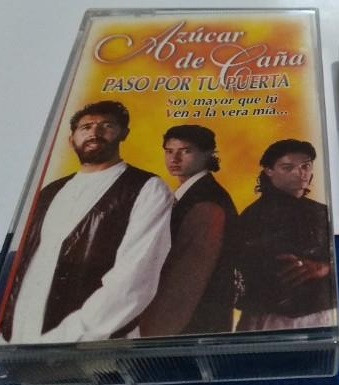 Azúcar
de Caña
PASO POR TU PUERTA
Soy mayor que tú
Ven a la vera mía...